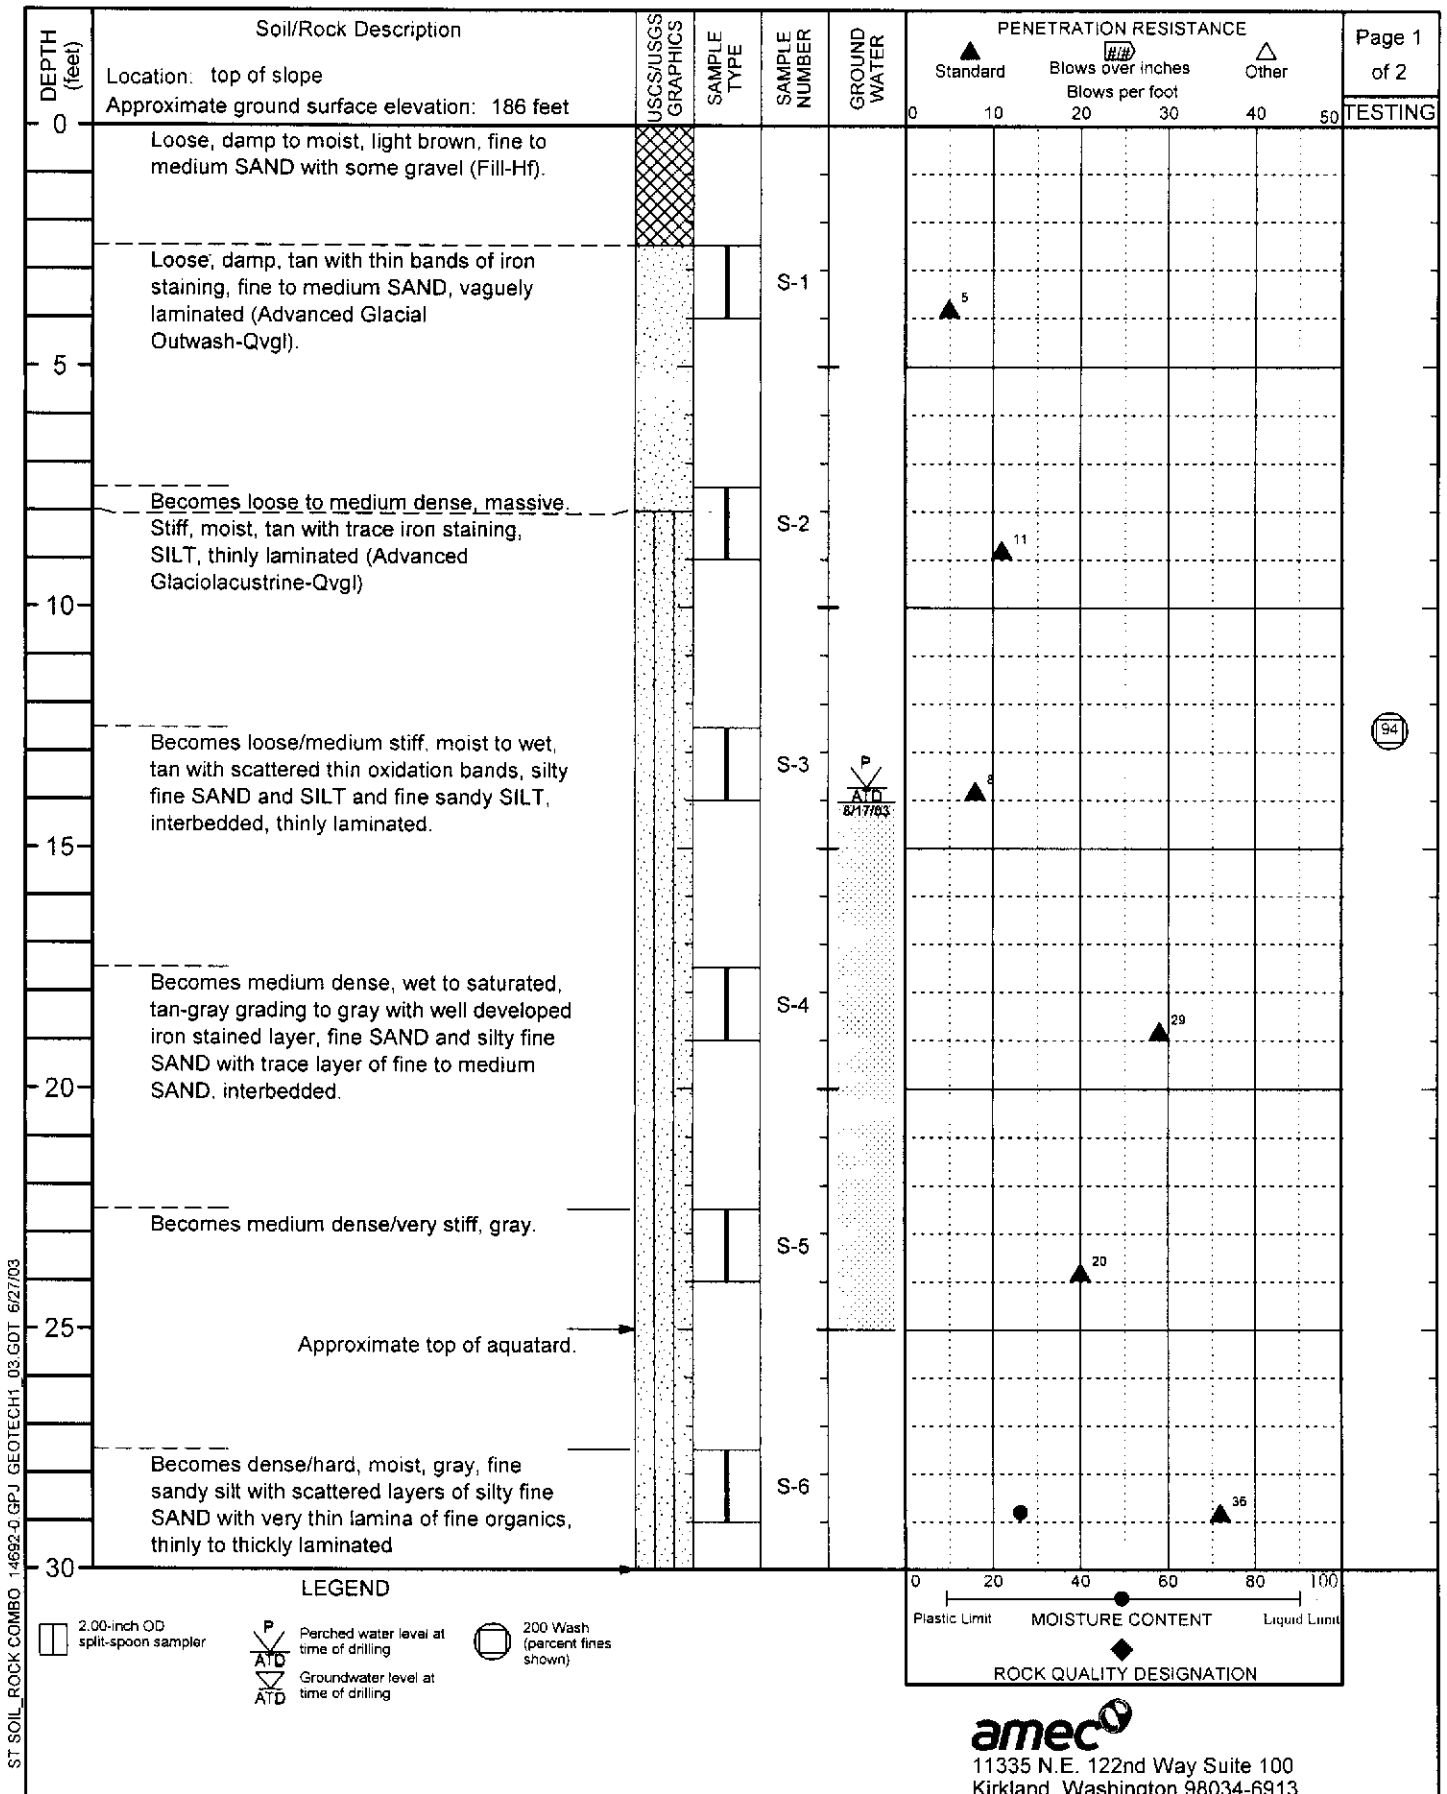 DEPTH (feet)
Soil/Rock Description
Location: top of slope
Approximate ground surface elevation: 186 feet
USCS/USGS GRAPHICS
SAMPLE TYPE
SAMPLE NUMBER
GROUND WATER
PENETRATION RESISTANCE
Standard
#/#
Blows over inches
Blows per foot
Other
0 10 20 30 40 50
Page 1
of 2
TESTING
0
Loose, damp to moist, light brown, fine to
medium SAND with some gravel (Fill-Hf).
Loose, damp, tan with thin bands of iron
staining, fine to medium SAND, vaguely
laminated (Advanced Glacial
Outwash-Qvgl).
S-1
5
5
Becomes loose to medium dense, massive.
Stiff, moist, tan with trace iron staining,
SILT, thinly laminated (Advanced
Glaciolacustrine-Qvgl)
S-2
11
10
Becomes loose/medium stiff, moist to wet,
tan with scattered thin oxidation bands, silty
fine SAND and SILT and fine sandy SILT,
interbedded, thinly laminated.
S-3
P
ATD
6/17/03
8
94
15
Becomes medium dense, wet to saturated,
tan-gray grading to gray with well developed
iron stained layer, fine SAND and silty fine
SAND with trace layer of fine to medium
SAND, interbedded.
S-4
29
20
Becomes medium dense/very stiff, gray.
S-5
20
25
Approximate top of aquatard.
Becomes dense/hard, moist, gray, fine
sandy silt with scattered layers of silty fine
SAND with very thin lamina of fine organics,
thinly to thickly laminated
S-6
36
30
0 20 40 60 80 100
Plastic Limit MOISTURE CONTENT Liquid Limit
ROCK QUALITY DESIGNATION
LEGEND
2.00-inch OD
split-spoon sampler
P
ATD
Perched water level at
time of drilling
ATD
Groundwater level at
time of drilling
200 Wash
(percent fines
shown)
amec
11335 N.E. 122nd Way Suite 100
Kirkland, Washington 98034-6913
ST SOIL_ROCK COMBO 14692-0.GPJ GEOTECH1_03.GDT 6/27/03